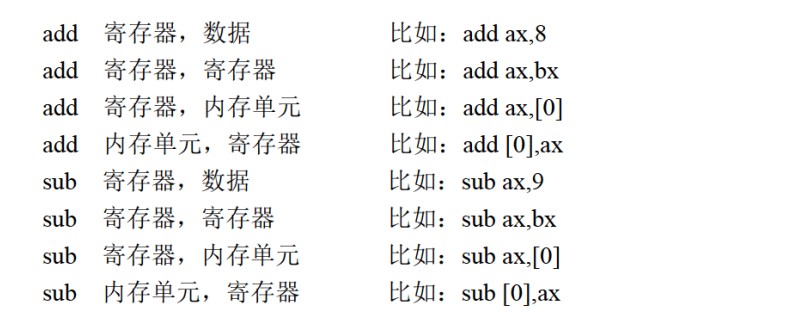 add 寄存器，数据 比如：add ax,8
add 寄存器，寄存器 比如：add ax,bx
add 寄存器，内存单元 比如：add ax,[0]
add 内存单元，寄存器 比如：add [0],ax
sub 寄存器，数据 比如：sub ax,9
sub 寄存器，寄存器 比如：sub ax,bx
sub 寄存器，内存单元 比如：sub ax,[0]
sub 内存单元，寄存器 比如：sub [0],ax